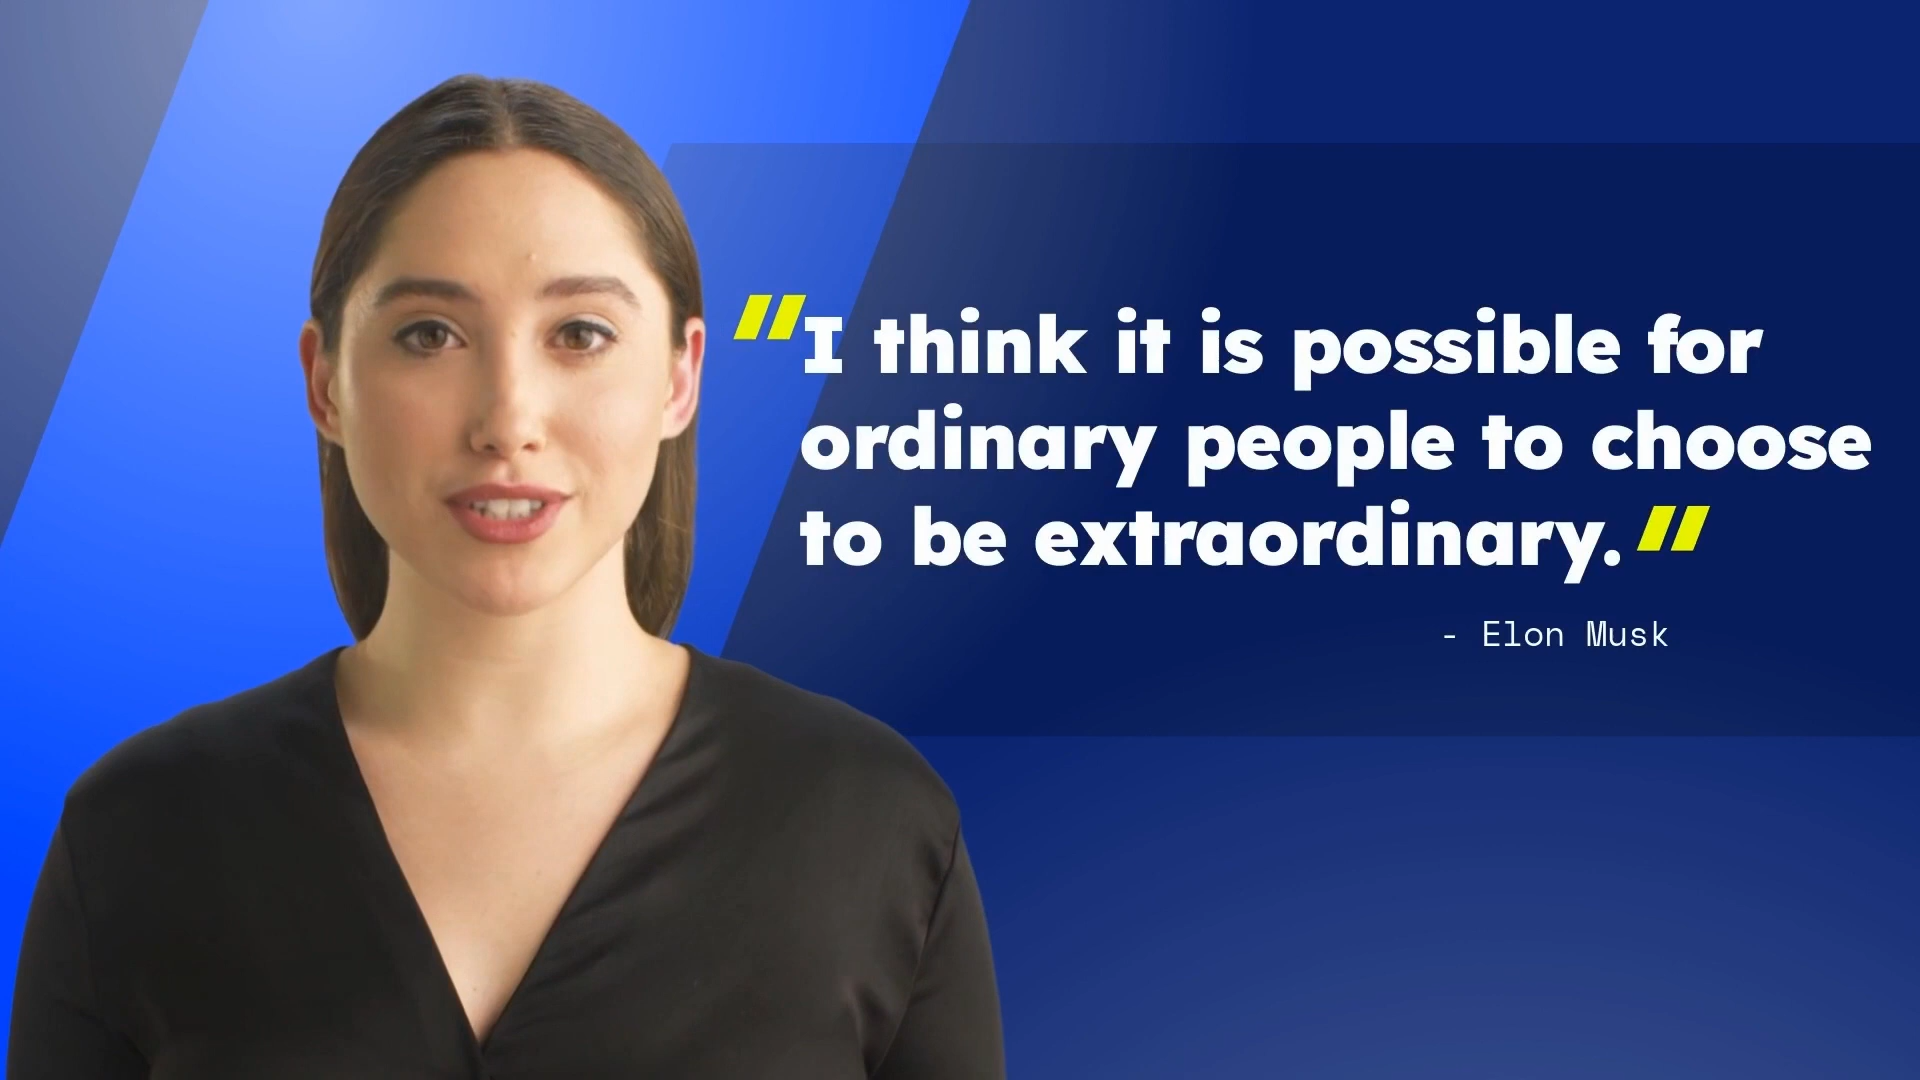 "I think it is possible for
ordinary people to choose
to be extraordinary."
- Elon Musk